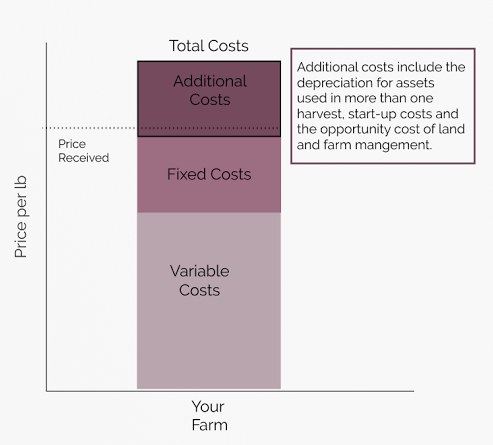 Total Costs
Additional
Costs
Additional costs include the
depreciation for assets
used in more than one
harvest, start-up costs and
the opportunity cost of land
and farm mangement.
Price
Received
Fixed Costs
Price per lb
Variable
Costs
Your
Farm